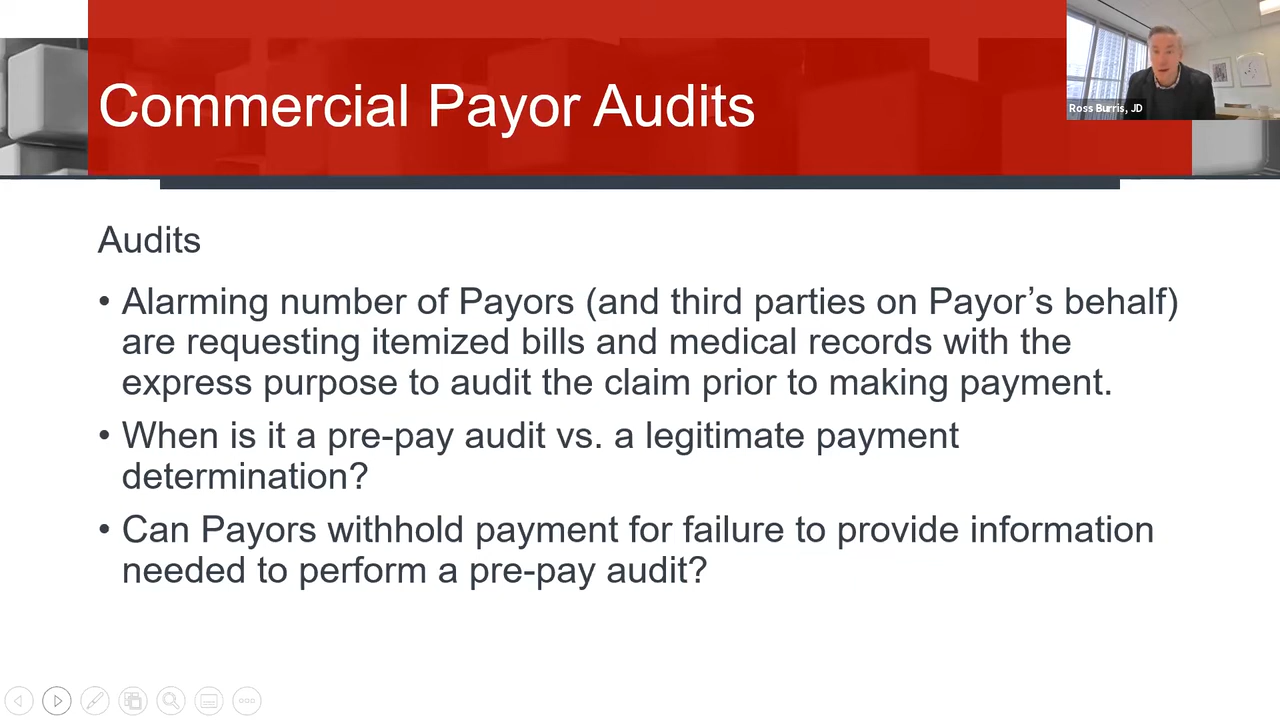 Commercial Payor Audits
Ross Burris, JD
Audits
• Alarming number of Payors (and third parties on Payor’s behalf)
are requesting itemized bills and medical records with the
express purpose to audit the claim prior to making payment.
• When is it a pre-pay audit vs. a legitimate payment
determination?
• Can Payors withhold payment for failure to provide information
needed to perform a pre-pay audit?